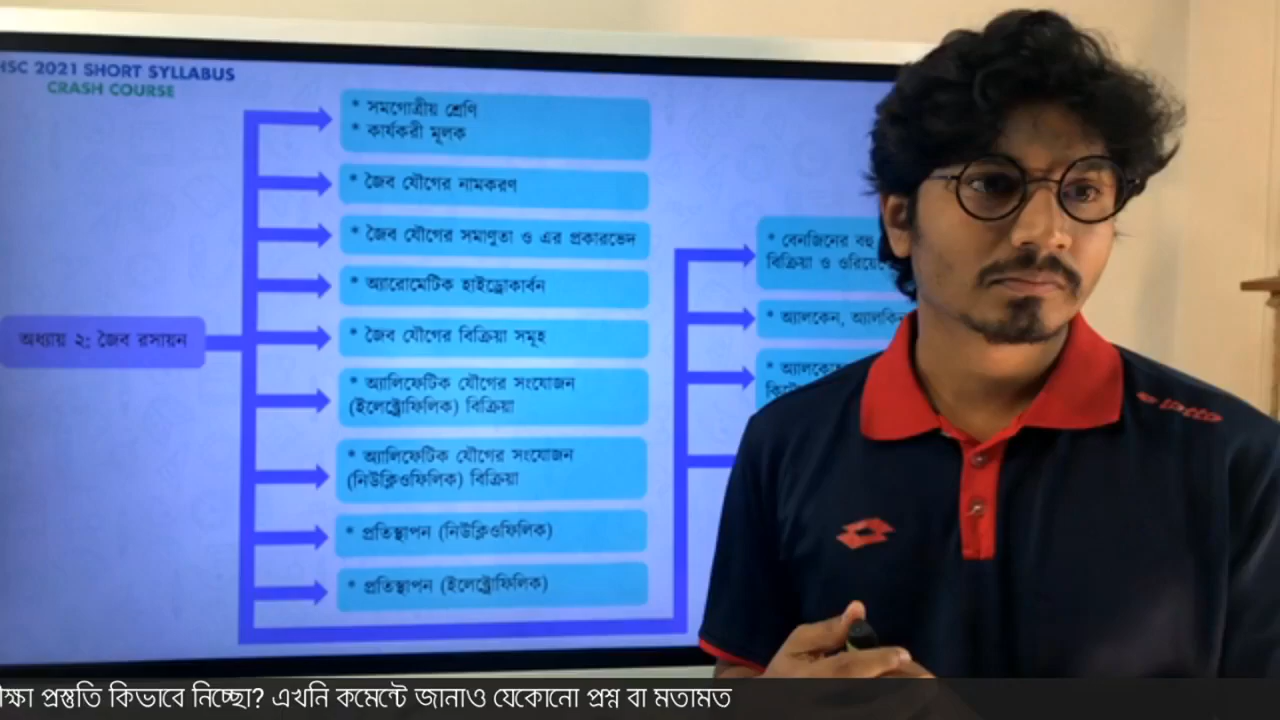 HSC 2021 SHORT SYLLABUS
CRASH COURSE
* সমগোত্রীয় শ্রেণি
* কার্যকরী মূলক
* জৈব যৌগের নামকরণ
* জৈব যৌগের সমাণুতা ও এর প্রকারভেদ
* অ্যারোমেটিক হাইড্রোকার্বন
* জৈব যৌগের বিক্রিয়া সমূহ
* অ্যালিফেটিক যৌগের সংযোজন
(ইলেক্ট্রোফিলিক) বিক্রিয়া
* অ্যালিফেটিক যৌগের সংযোজন
(নিউক্লিওফিলিক) বিক্রিয়া
* প্রতিস্থাপন (নিউক্লিওফিলিক)
* প্রতিস্থাপন (ইলেক্ট্রোফিলিক)
অধ্যায় ২: জৈব রসায়ন
* বেনজিনের বহু
বিক্রিয়া ও
* অ্যালকেন,
lotto
প্রস্তুতি কিভাবে নিচ্ছো? এখনি কমেন্টে জানাও যেকোনো প্রশ্ন বা মতামত